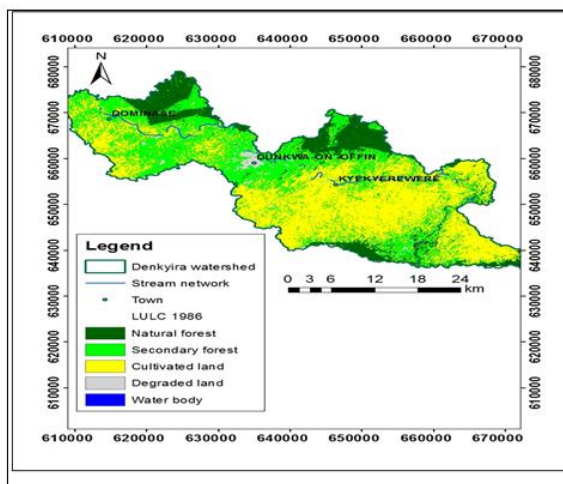 610000 620000 630000 640000 650000 660000 670000
N
680000 670000 660000 650000 640000 630000 620000 610000
680000 670000 660000 650000 640000 630000 620000 610000
DOMINASE
DUNKWA-ON-OFFIN
KYEKYEREWERE
Legend
Denkyira watershed
Stream network
Town
LULC 1986
Natural forest
Secondary forest
Cultivated land
Degraded land
Water body
0 3 6 12 18 24
km
610000 620000 630000 640000 650000 660000 670000